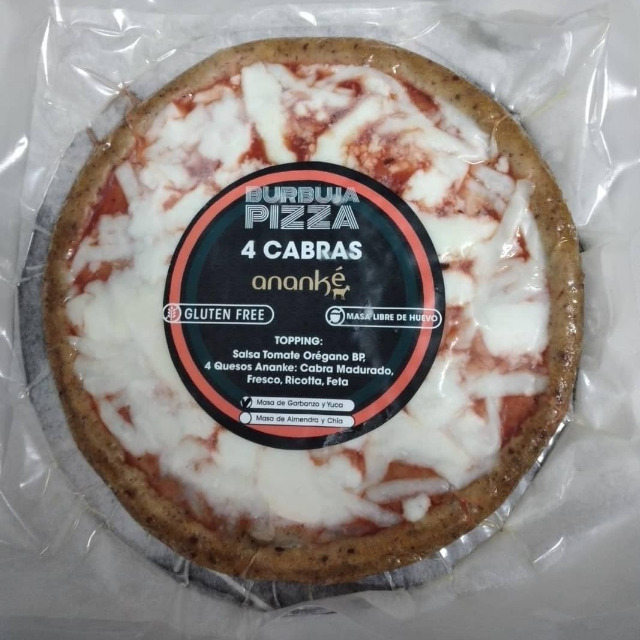 BURBUJA
PIZZA
4 CABRAS
ananké
GLUTEN FREE
MASA LIBRE DE HUEVO
TOPPING:
Salsa Tomate Orégano BP,
4 Quesos Ananke: Cabra Madurado,
Fresco, Ricotta, Feta
Masa de Garbanzo y Yuca
Masa de Almendra y Chia